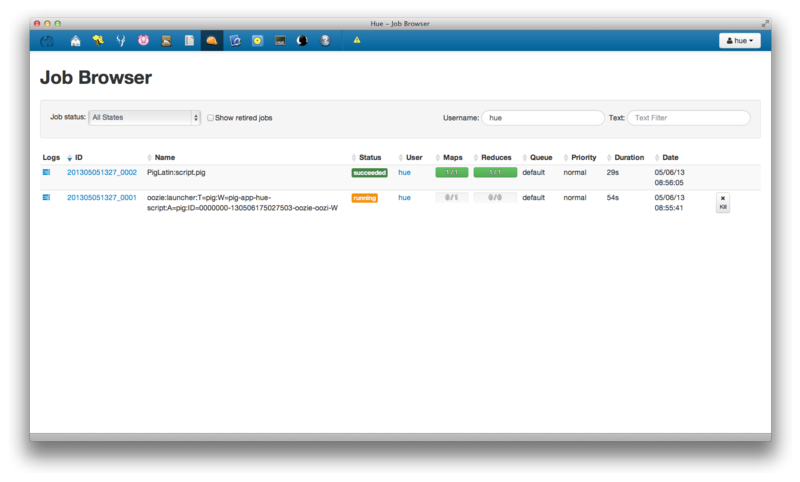 Hue - Job Browser
hue
Job Browser
Job status: All States Show retired jobs Username: hue Text: Text Filter
Logs ID Name Status User Maps Reduces Queue Priority Duration Date
201305051327_0002 PigLatin:script.pig succeeded hue 1/1 1/1 default normal 29s 05/06/13
08:56:05
201305051327_0001 oozie:launcher:T=pig:W=pig-app-hue- running hue 0/1 0/0 default normal 54s 05/06/13
script:A=pig:ID=0000000-130506175027503-oozie-oozi-W 08:55:41
Kill